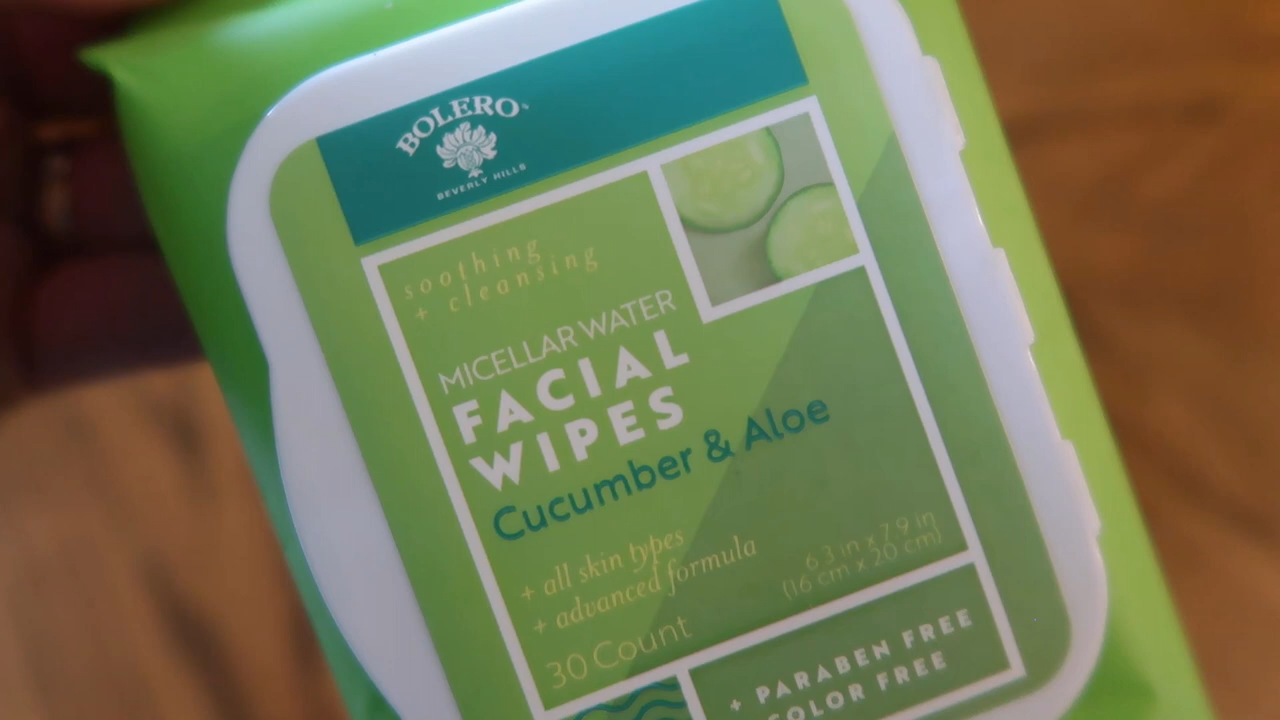 BOLERO
BEVERLY HILLS
soothing
+ cleansing
MICELLAR WATER
FACIAL
WIPES
Cucumber & Aloe
+ all skin types
+ advanced formula
6.3 in x 7.9 in
(16 cm x 20 cm)
30 Count
+ PARABEN FREE
COLOR FREE